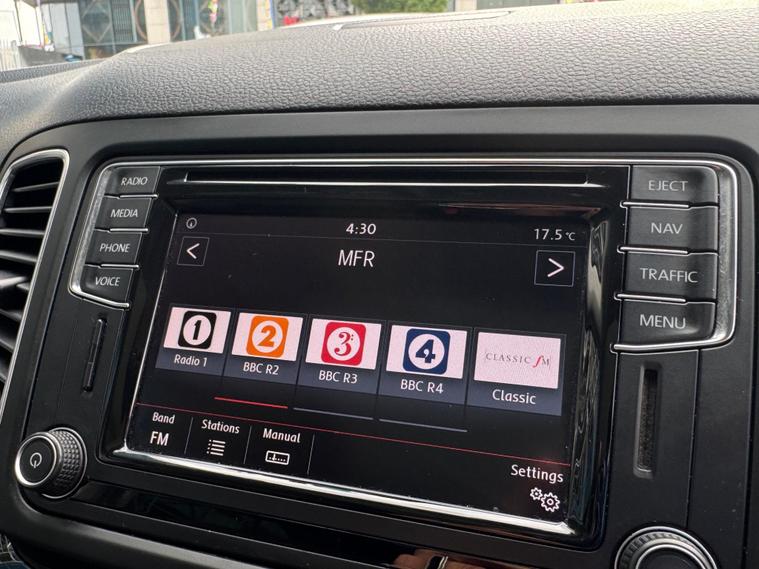 RADIO
MEDIA
PHONE
VOICE
EJECT
NAV
TRAFFIC
MENU
4:30
17.5 °C
<
MFR
>
1
2
3
4
CLASSIC fM
Radio 1
BBC R2
BBC R3
BBC R4
Classic
Band
FM
Stations
Manual
Settings